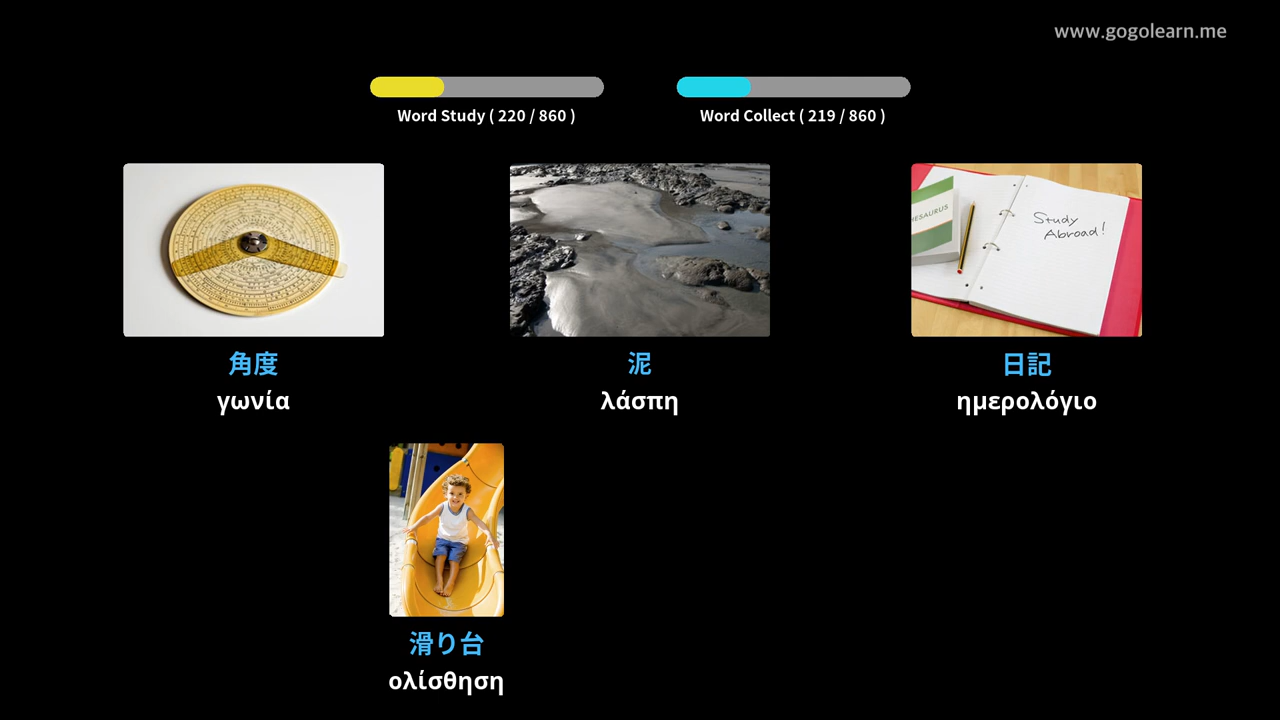 www.gogolearn.me
Word Study ( 220 / 860 )
Word Collect ( 219 / 860 )
THESAURUS
Study
Abroad!
角度
γωνία
泥
λάσπη
日記
ημερολόγιο
滑り台
ολίσθηση